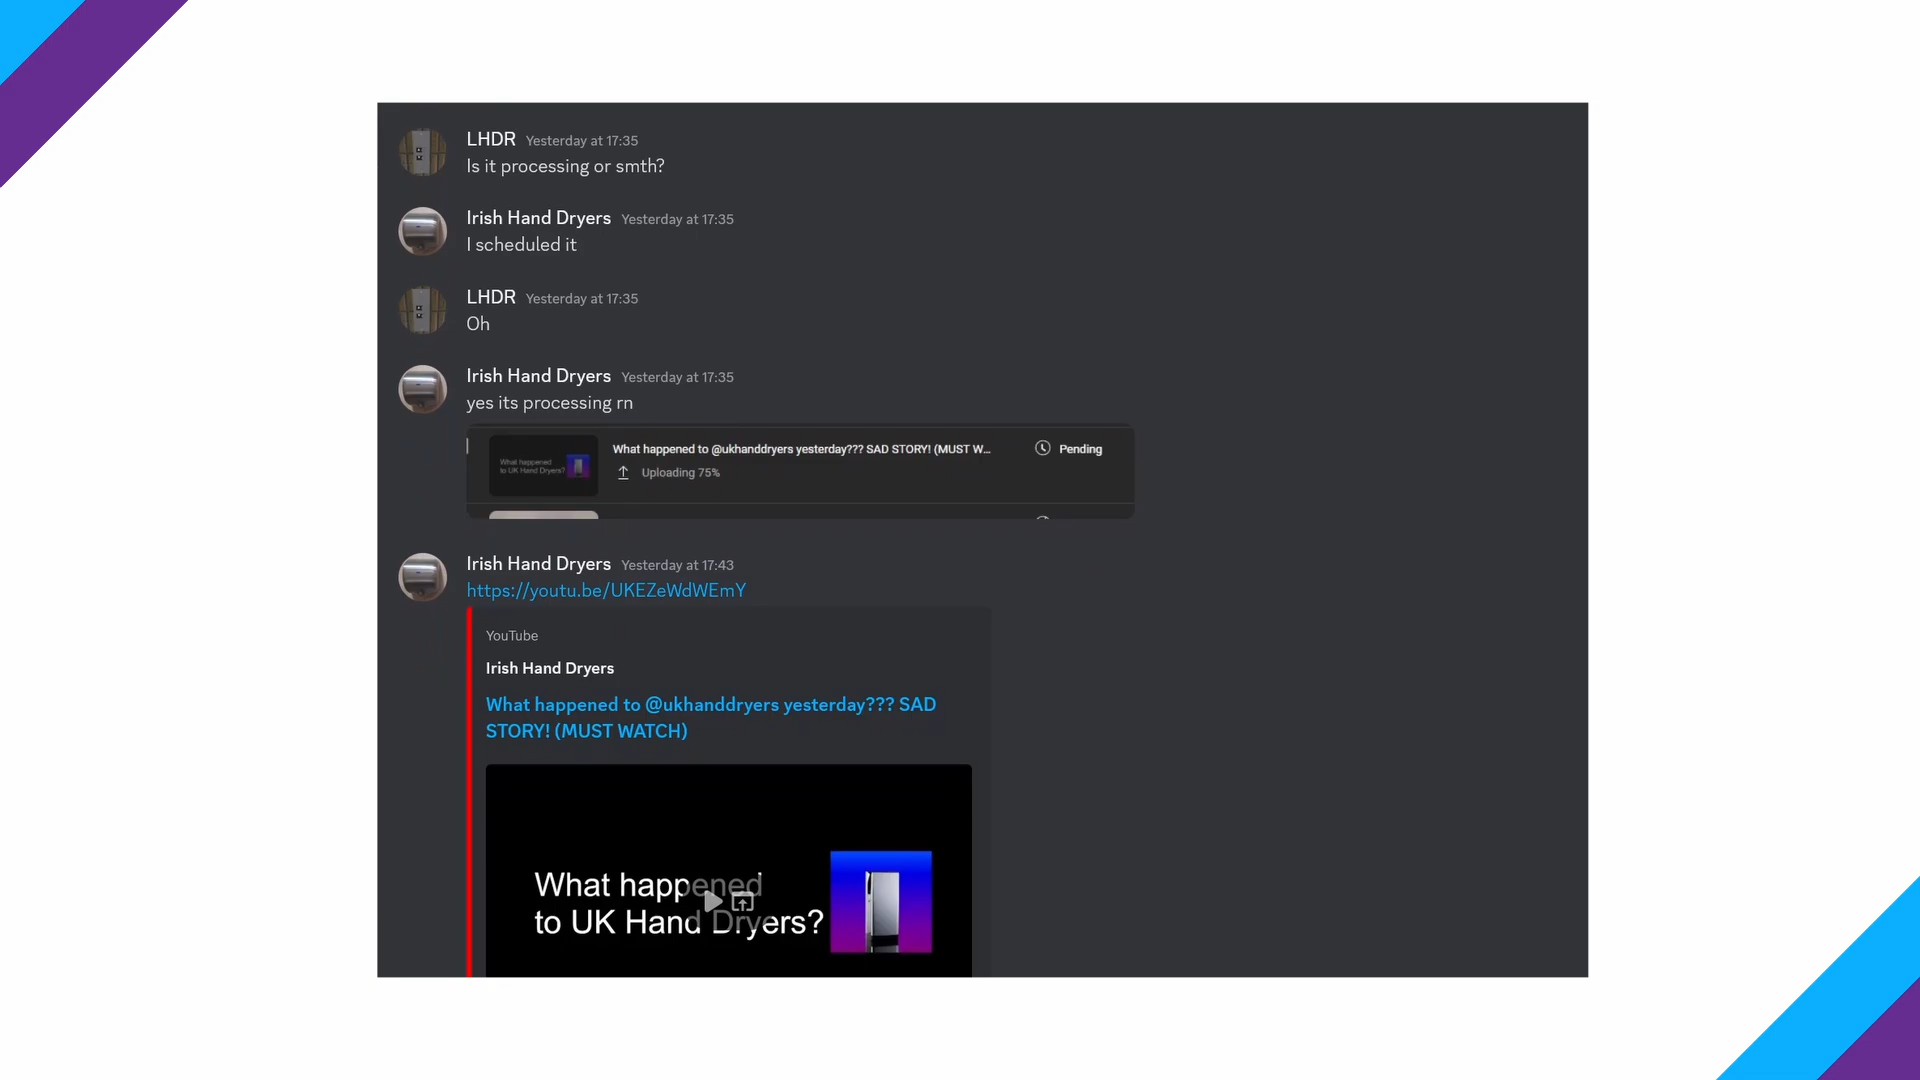 LHDR Yesterday at 17:35
Is it processing or smth?
Irish Hand Dryers Yesterday at 17:35
I scheduled it
LHDR Yesterday at 17:35
Oh
Irish Hand Dryers Yesterday at 17:35
yes its processing rn
What happened to @ukhanddryers yesterday??? SAD STORY! (MUST W... Pending
What happened
to UK Hand Dryers?
Uploading 75%
Irish Hand Dryers Yesterday at 17:43
https://youtu.be/UKEZeWdWEmY
YouTube
Irish Hand Dryers
What happened to @ukhanddryers yesterday??? SAD
STORY! (MUST WATCH)
What happened
to UK Hand Dryers?